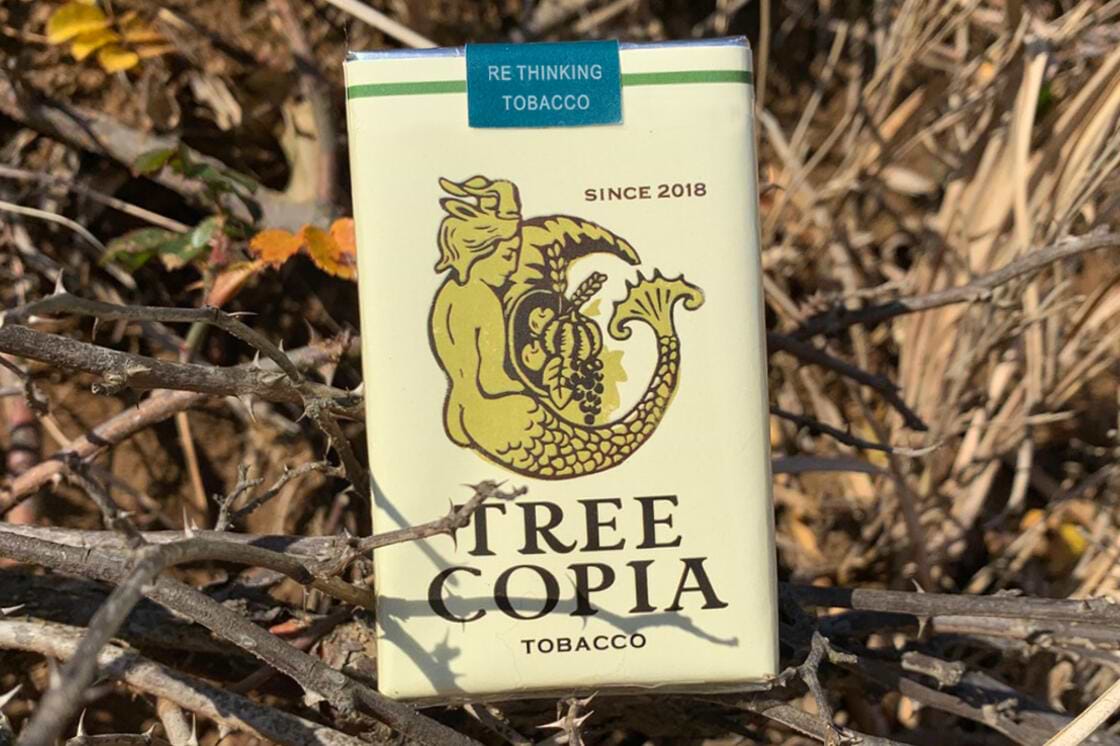 RE THINKING
TOBACCO
SINCE 2018
TREE
COPIA
TOBACCO